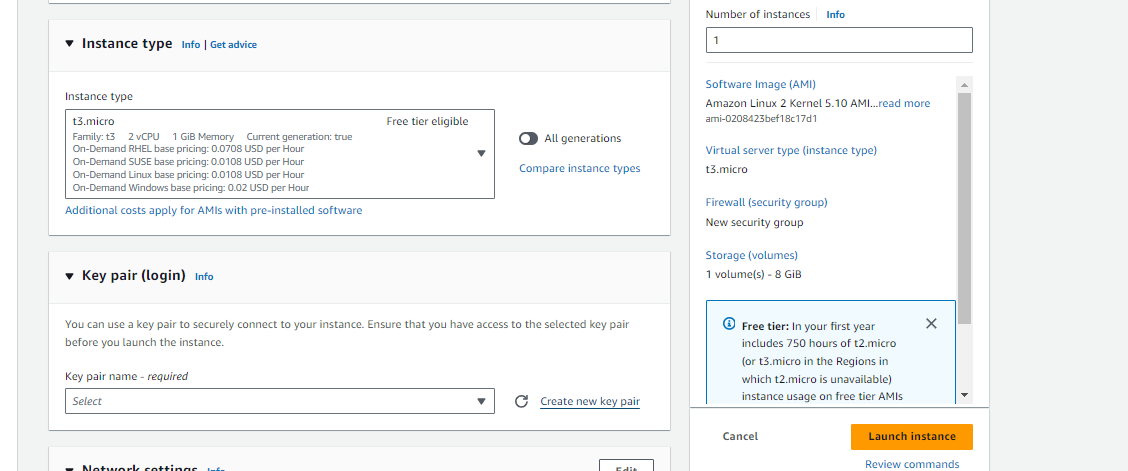 Instance type Info | Get advice
Instance type
t3.micro Free tier eligible
Family: t3 2 vCPU 1 GiB Memory Current generation: true
On-Demand RHEL base pricing: 0.0708 USD per Hour
On-Demand SUSE base pricing: 0.0108 USD per Hour
On-Demand Linux base pricing: 0.0108 USD per Hour
On-Demand Windows base pricing: 0.02 USD per Hour
All generations
Compare instance types
Additional costs apply for AMIs with pre-installed software
Key pair (login) Info
You can use a key pair to securely connect to your instance. Ensure that you have access to the selected key pair
before you launch the instance.
Key pair name - required
Select
Create new key pair
Network settings Info
Edit
Number of instances Info
1
Software Image (AMI)
Amazon Linux 2 Kernel 5.10 AMI...read more
ami-0208423bef18c17d1
Virtual server type (instance type)
t3.micro
Firewall (security group)
New security group
Storage (volumes)
1 volume(s) - 8 GiB
Free tier: In your first year
includes 750 hours of t2.micro
(or t3.micro in the Regions in
which t2.micro is unavailable)
instance usage on free tier AMIs
Cancel
Launch instance
Review commands